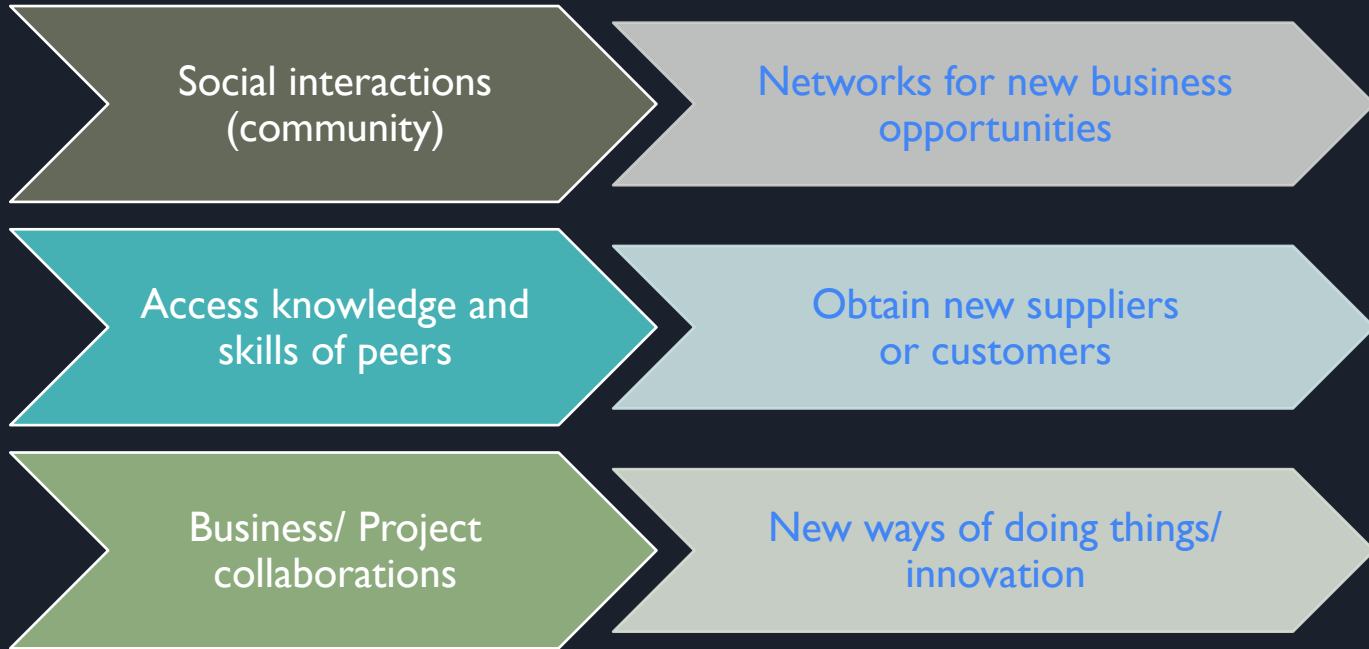 Social interactions
(community)
Networks for new business
opportunities
Access knowledge and
skills of peers
Obtain new suppliers
or customers
Business/ Project
collaborations
New ways of doing things/
innovation